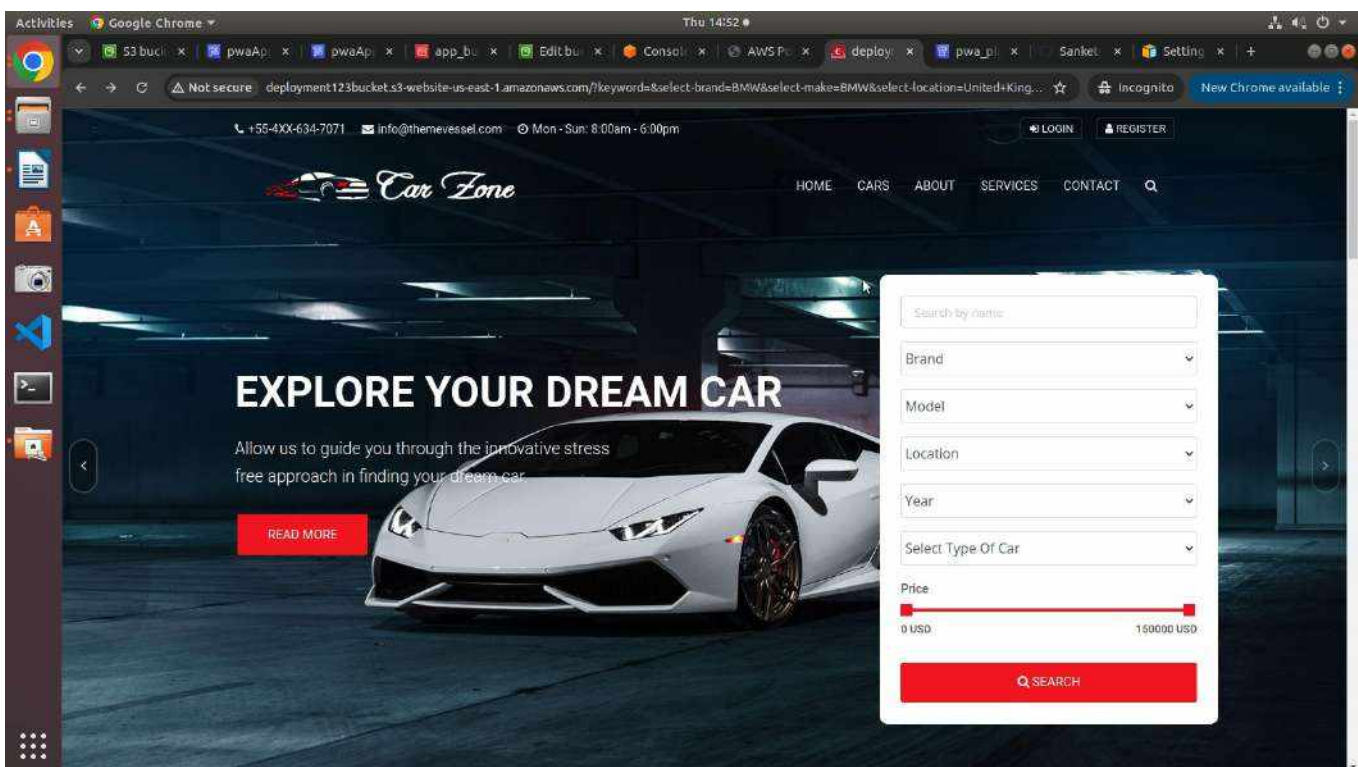 Activities Google Chrome Thu 14:52
S3 buc pwaAp pwaAp app_bu Edit bu Consol AWS Po deploy pwa_pl Sanket Setting
Not secure deployment123bucket.s3-website-us-east-1.amazonaws.com/?keyword=&select-brand=BMW&select-make=BMW&select-location=United+King... Incognito New Chrome available
+55-4XX-634-7071 info@themevessel.com Mon - Sun: 8:00am - 6:00pm LOGIN REGISTER
Car Zone HOME CARS ABOUT SERVICES CONTACT
EXPLORE YOUR DREAM CAR
Allow us to guide you through the innovative stress
free approach in finding your dream car.
READ MORE
Search by name
Brand
Model
Location
Year
Select Type Of Car
Price
0 USD 150000 USD
SEARCH